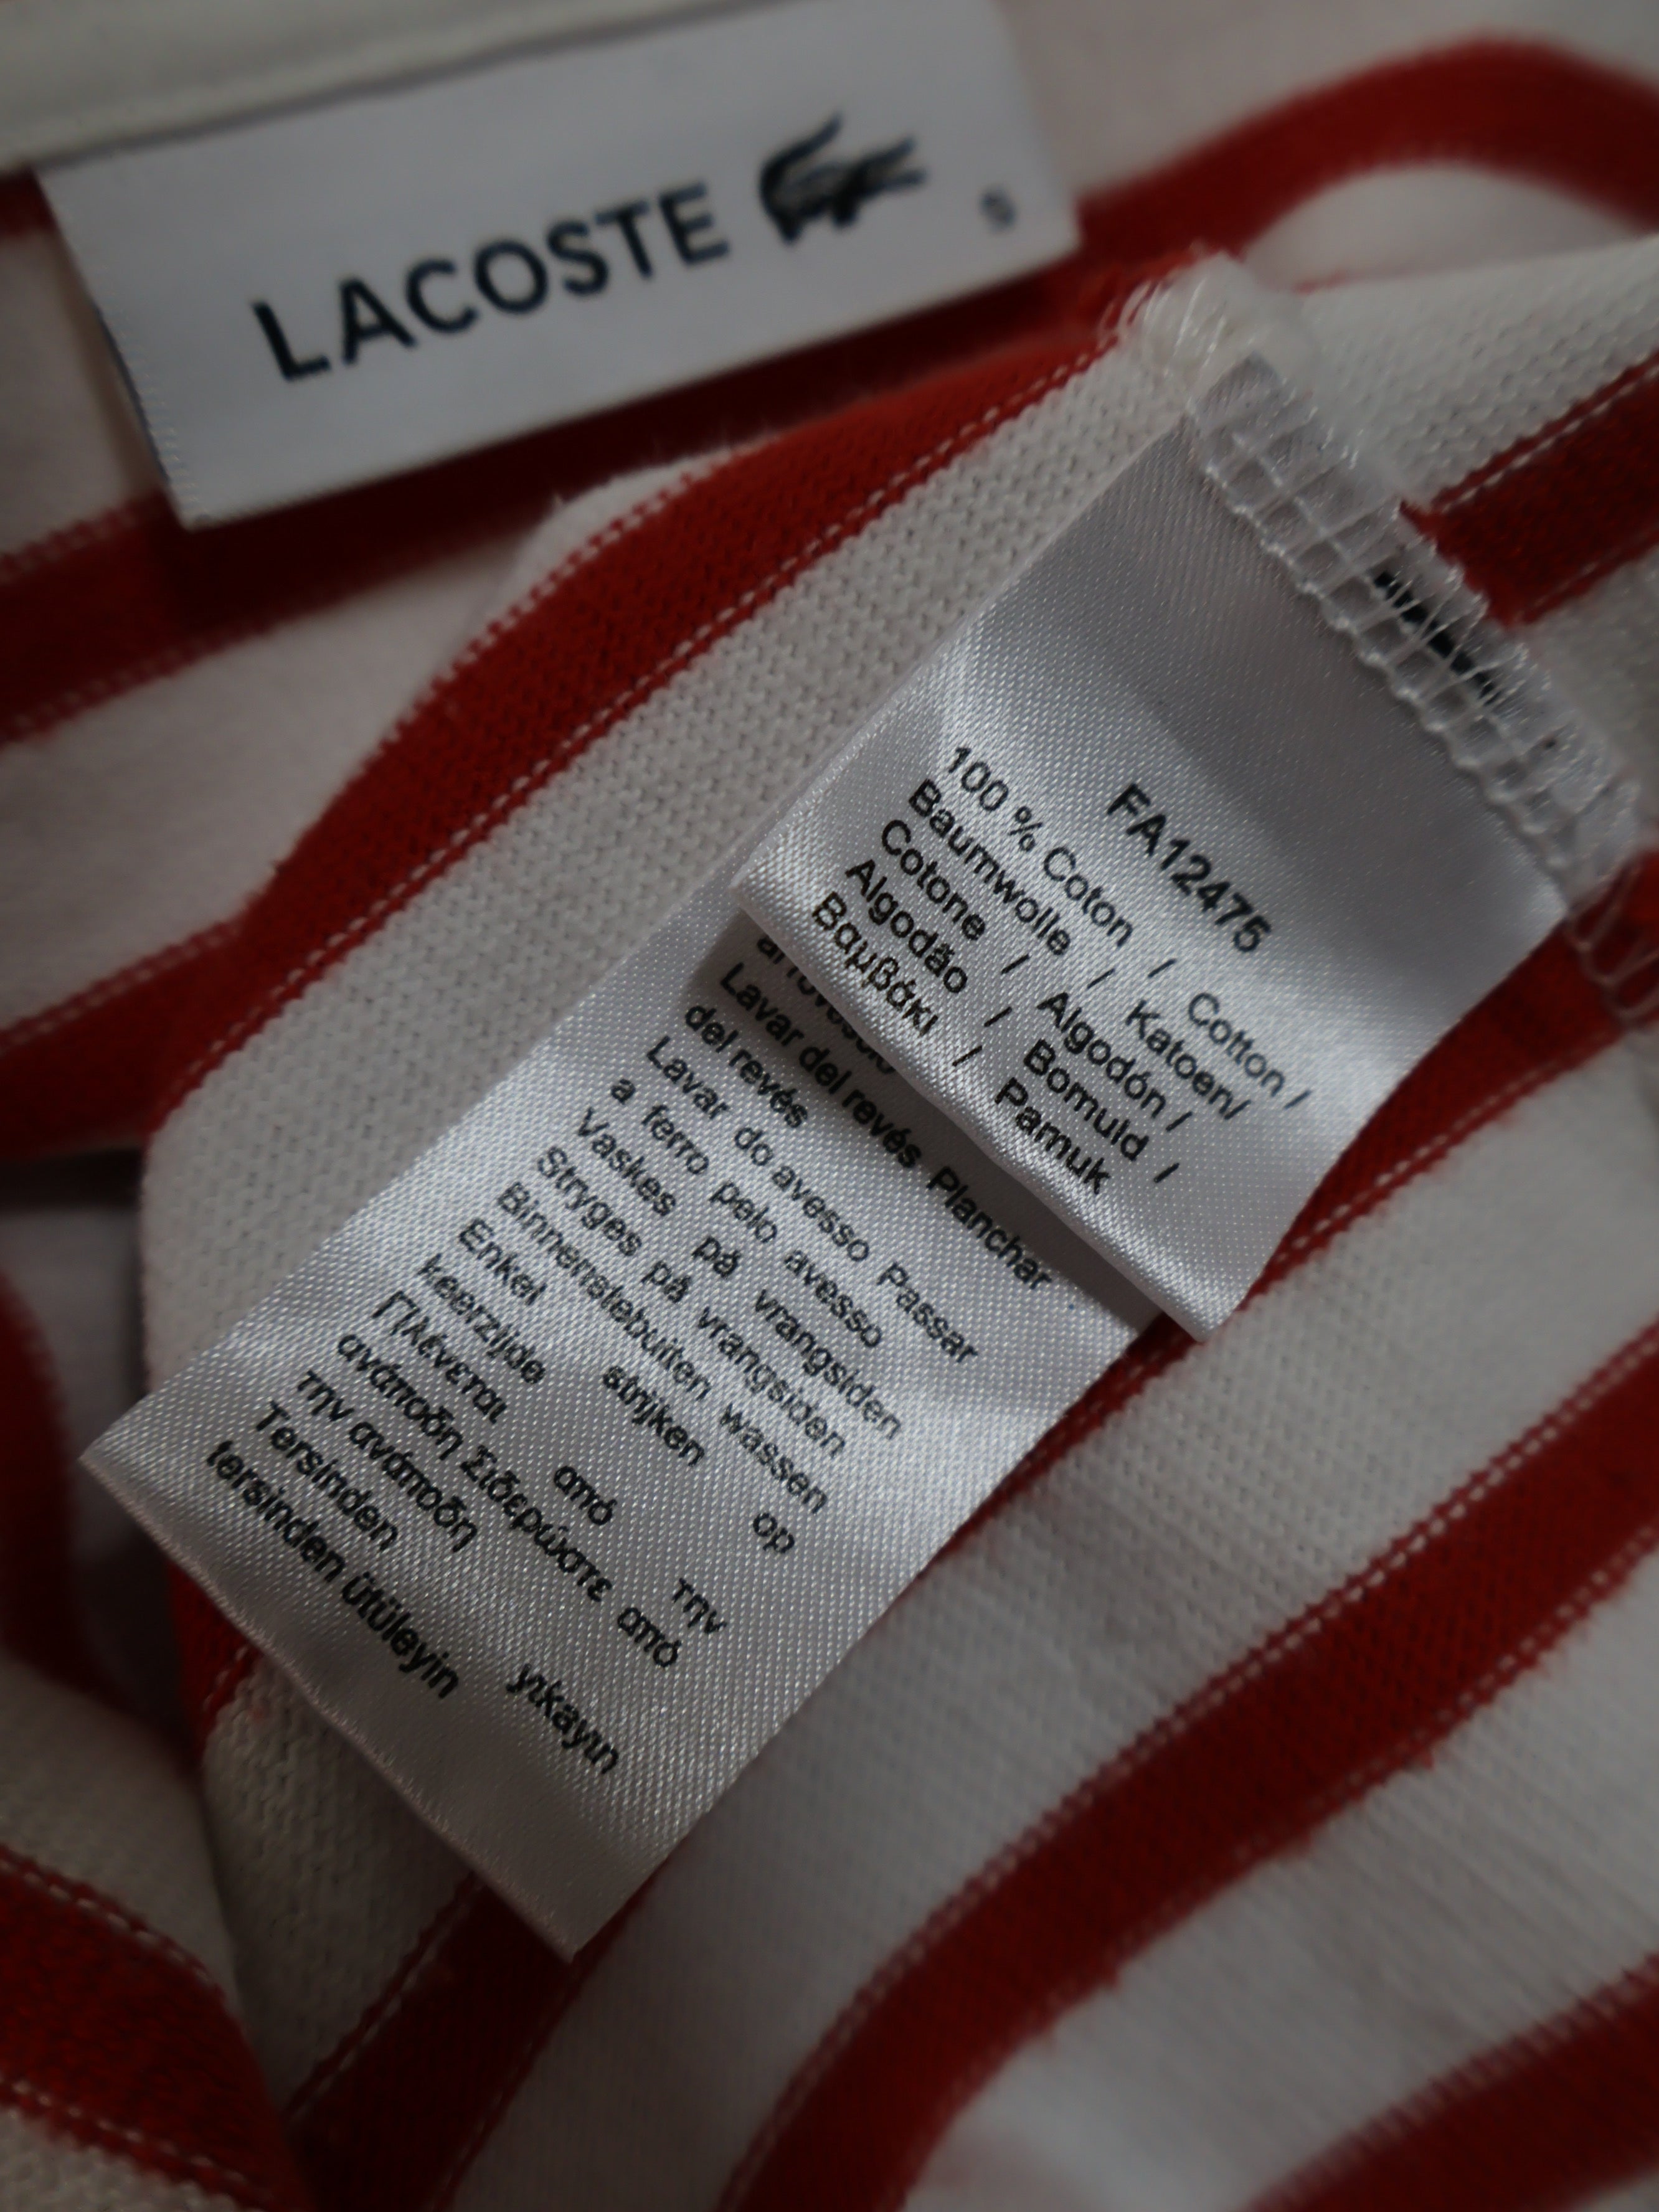 LACOSTE
S
FA12475
100 % Coton / Cotton /
Baumwolle / Katoen/
Cotone / Algodón /
Algodão / Bomuld /
Βαμβάκι / Pamuk
Lavar del revés Planchar
del revés
Lavar do avesso Passar
a ferro pelo avesso
Vaskes på vrangsiden
Stryges på vrangsiden
Binnenstebuiten wassen
Enkel strijken op
keerzijde
Πλένεται από την
ανάποδη Σιδερώστε από
την ανάποδη
Tersinden yıkayın
tersinden ütüleyin